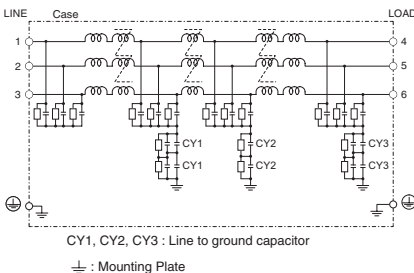 LINE Case LOAD
1 4
2 5
3 6
CY1 CY2 CY3
CY1 CY2 CY3
CY1, CY2, CY3 : Line to ground capacitor
: Mounting Plate